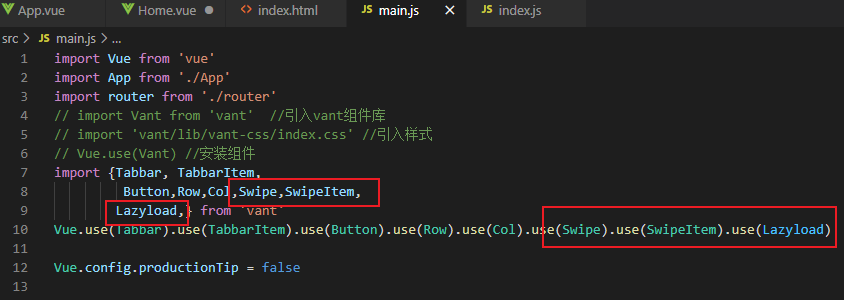 App.vue Home.vue index.html JS main.js JS index.js
src > JS main.js > ...
1 import Vue from 'vue'
2 import App from './App'
3 import router from './router'
4 // import Vant from 'vant'  //引入vant组件库
5 // import 'vant/lib/vant-css/index.css' //引入样式
6 // Vue.use(Vant) //安装组件
7 import {Tabbar, TabbarItem,
8 Button,Row,Col,Swipe,SwipeItem,
9 Lazyload,} from 'vant'
10 Vue.use(Tabbar).use(TabbarItem).use(Button).use(Row).use(Col).use(Swipe).use(SwipeItem).use(Lazyload)
11
12 Vue.config.productionTip = false
13